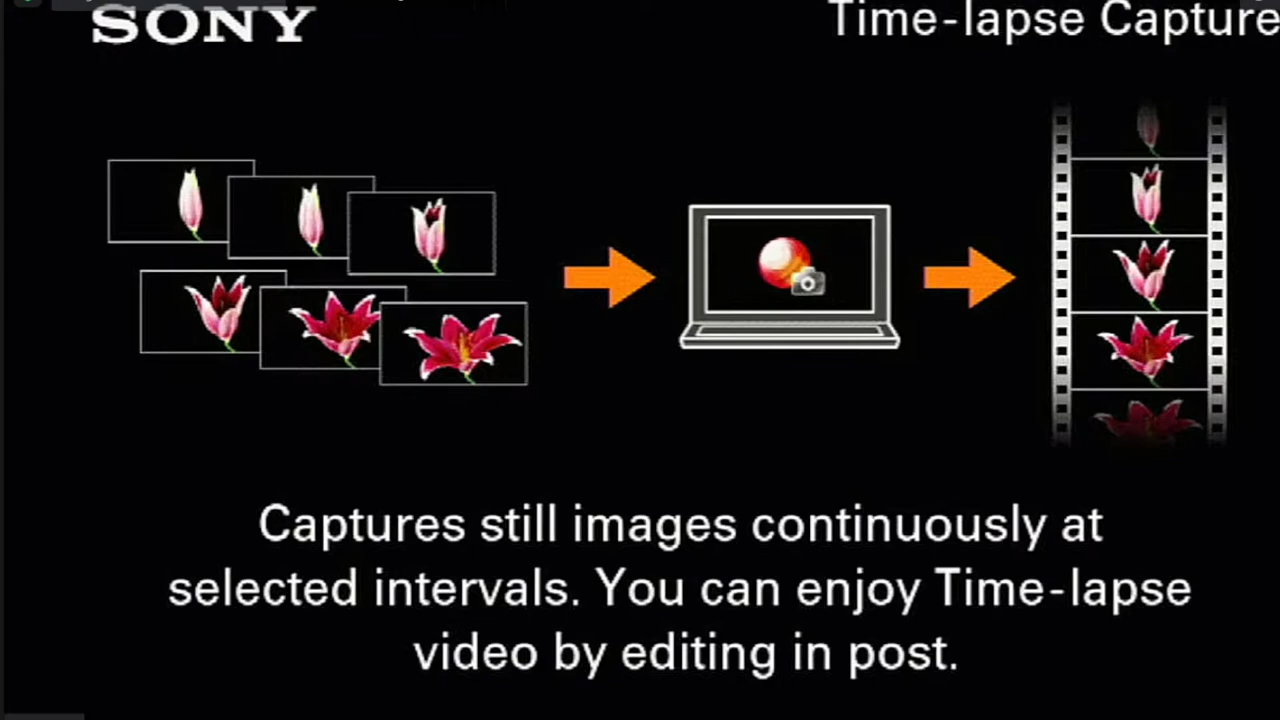 SONY
Time-lapse Capture
Captures still images continuously at
selected intervals. You can enjoy Time-lapse
video by editing in post.